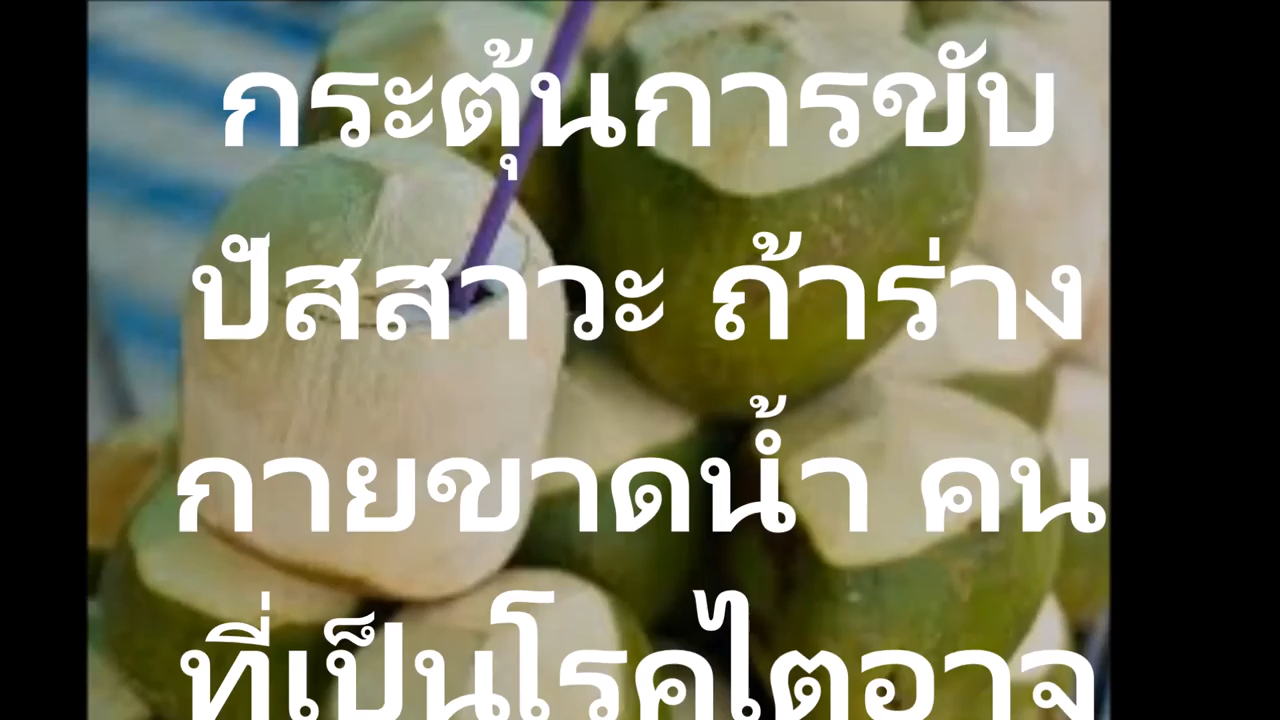 กระตุ้นการขับ
ปัสสาวะ ถ้าร่าง
กายขาดน้ำ คน
ที่เป็นโรคไตอาจ